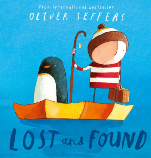 from international bestseller
OLIVER JEFFERS
LOST and FOUND